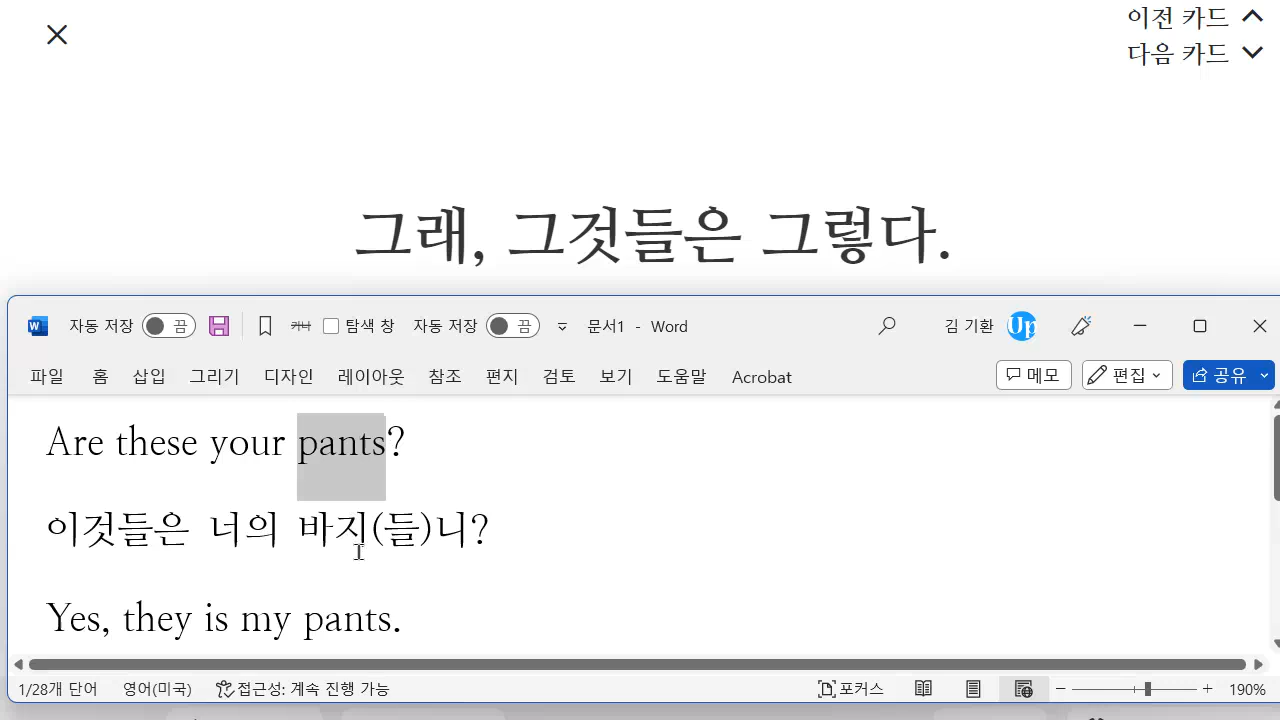 이전 카드
다음 카드
그래, 그것들은 그렇다.
자동 저장 끔 가나 탐색 창 자동 저장 끔 문서1 - Word 김 기환 Up
파일 홈 삽입 그리기 디자인 레이아웃 참조 편지 검토 보기 도움말 Acrobat 메모 편집 공유
Are these your pants?
이것들은 너의 바지(들)니?
Yes, they is my pants.
1/28개 단어 영어(미국) 접근성: 계속 진행 가능 포커스 190%